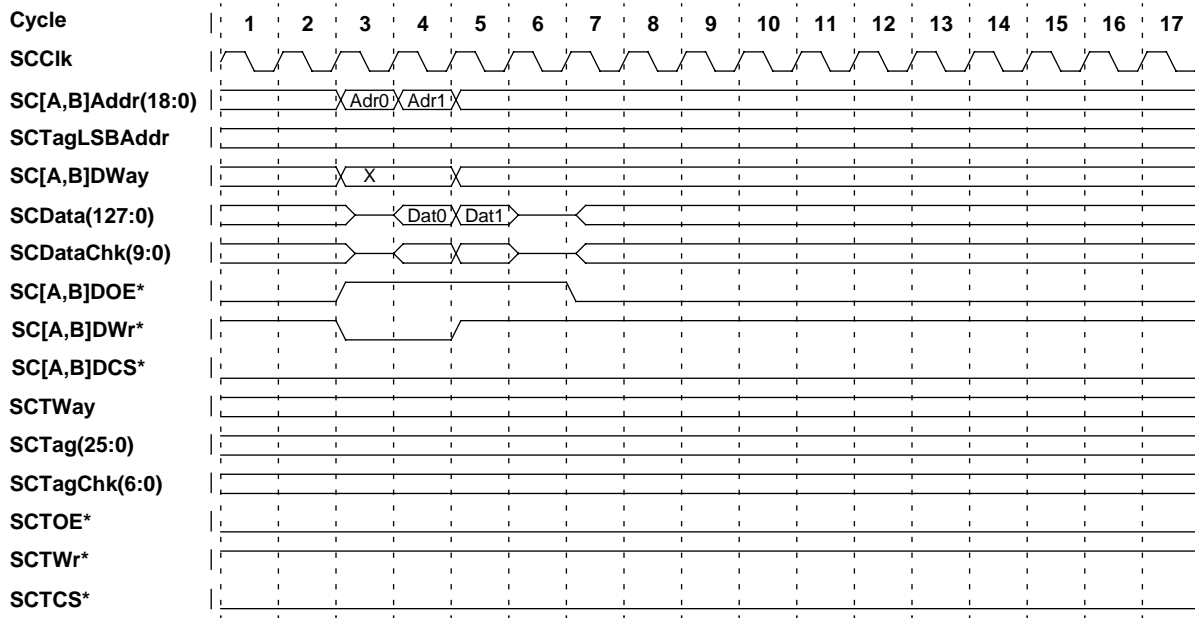 Cycle 1 2 3 4 5 6 7 8 9 10 11 12 13 14 15 16 17
SCClk
SC[A,B]Addr(18:0) Adr0 Adr1
SCTagLSBAddr
SC[A,B]DWay X
SCData(127:0) Dat0 Dat1
SCDataChk(9:0)
SC[A,B]DOE*
SC[A,B]DWr*
SC[A,B]DCS*
SCTWay
SCTag(25:0)
SCTagChk(6:0)
SCTOE*
SCTWr*
SCTCS*